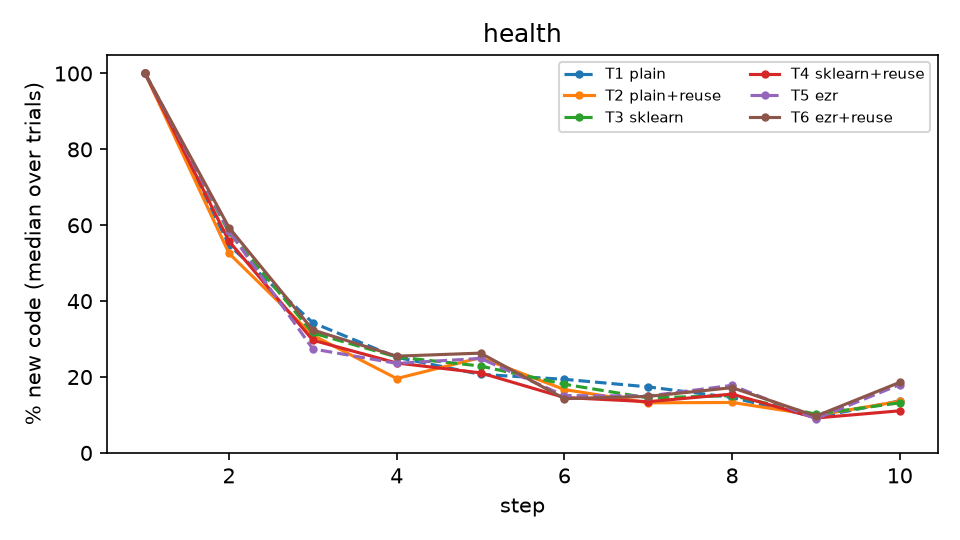 health
% new code (median over trials)
100
80
60
40
20
0
T1 plain
T2 plain+reuse
T3 sklearn
T4 sklearn+reuse
T5 ezr
T6 ezr+reuse
2 4 6 8 10
step